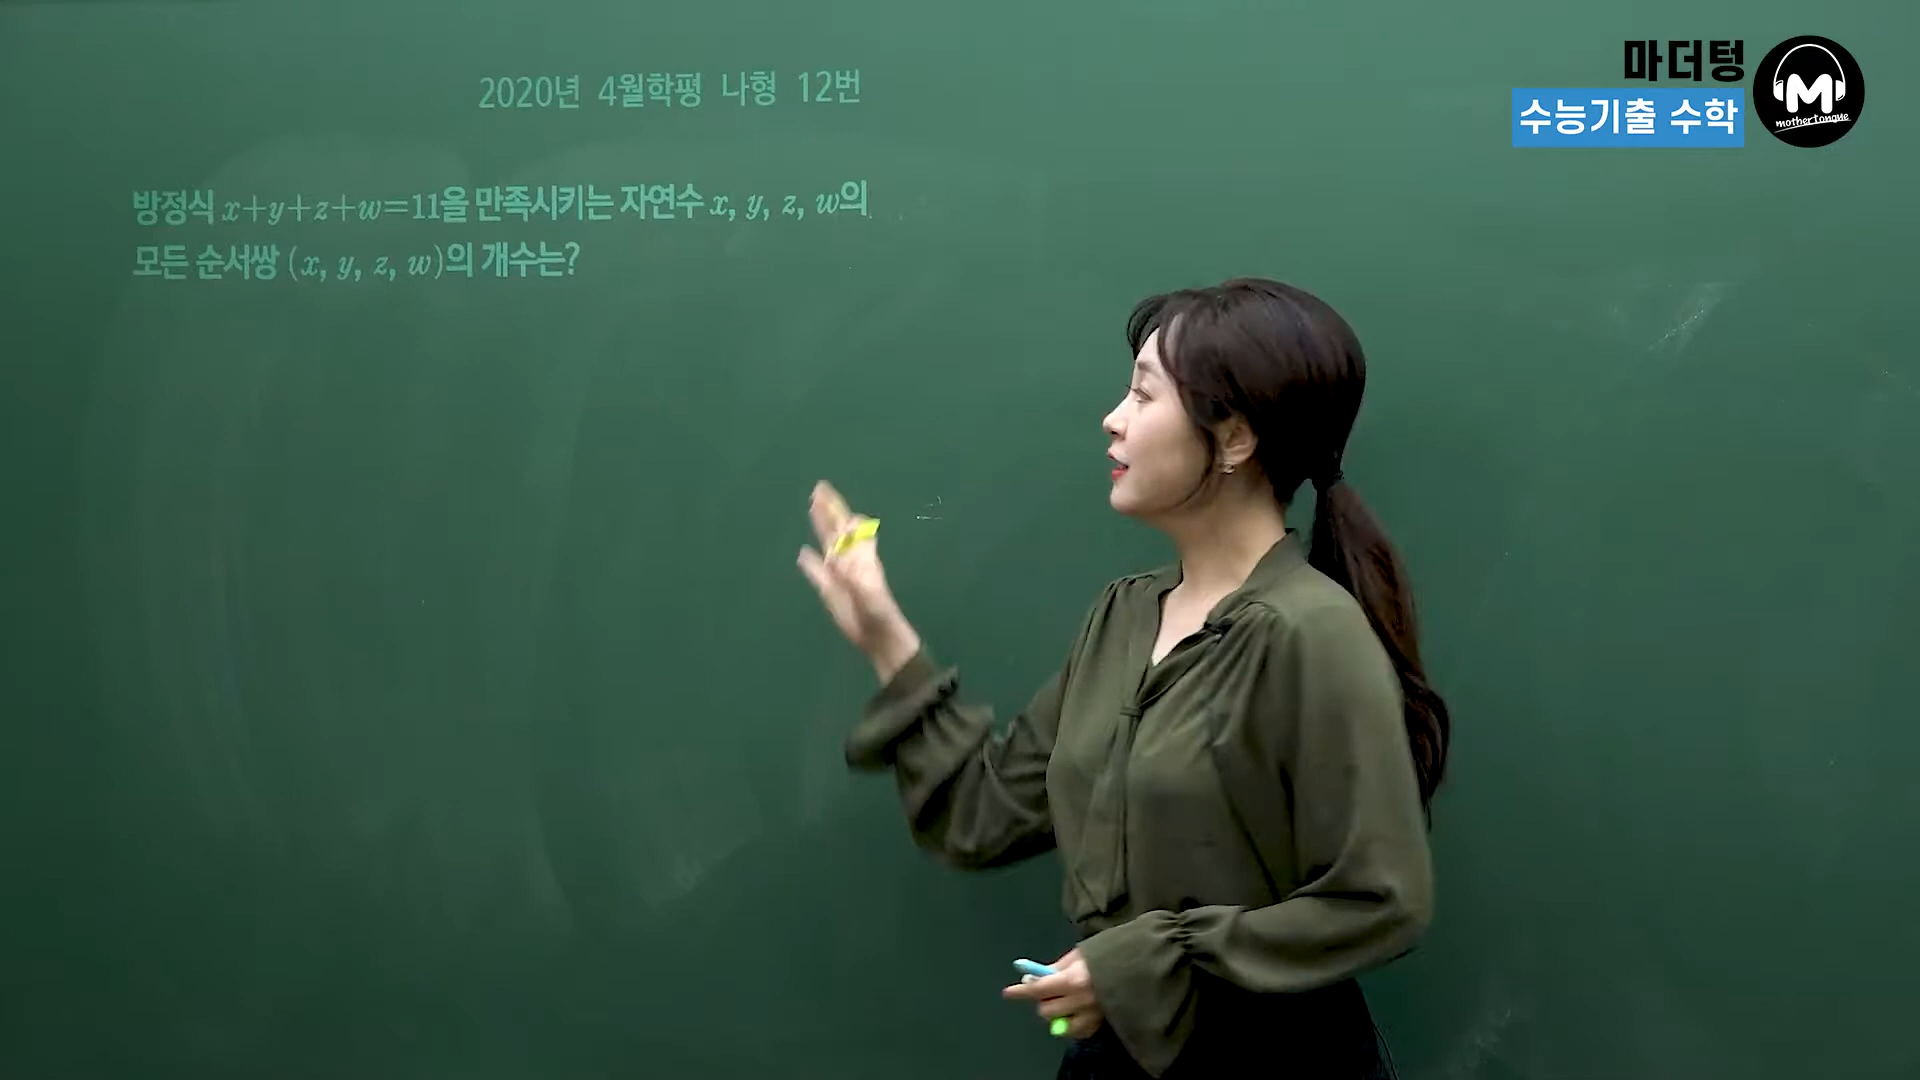 2020년 4월학평 나형 12번
방정식 x+y+z+w=11을 만족시키는 자연수 x, y, z, w의
모든 순서쌍 (x, y, z, w)의 개수는?
마더텅
수능기출 수학
M
mothertongue